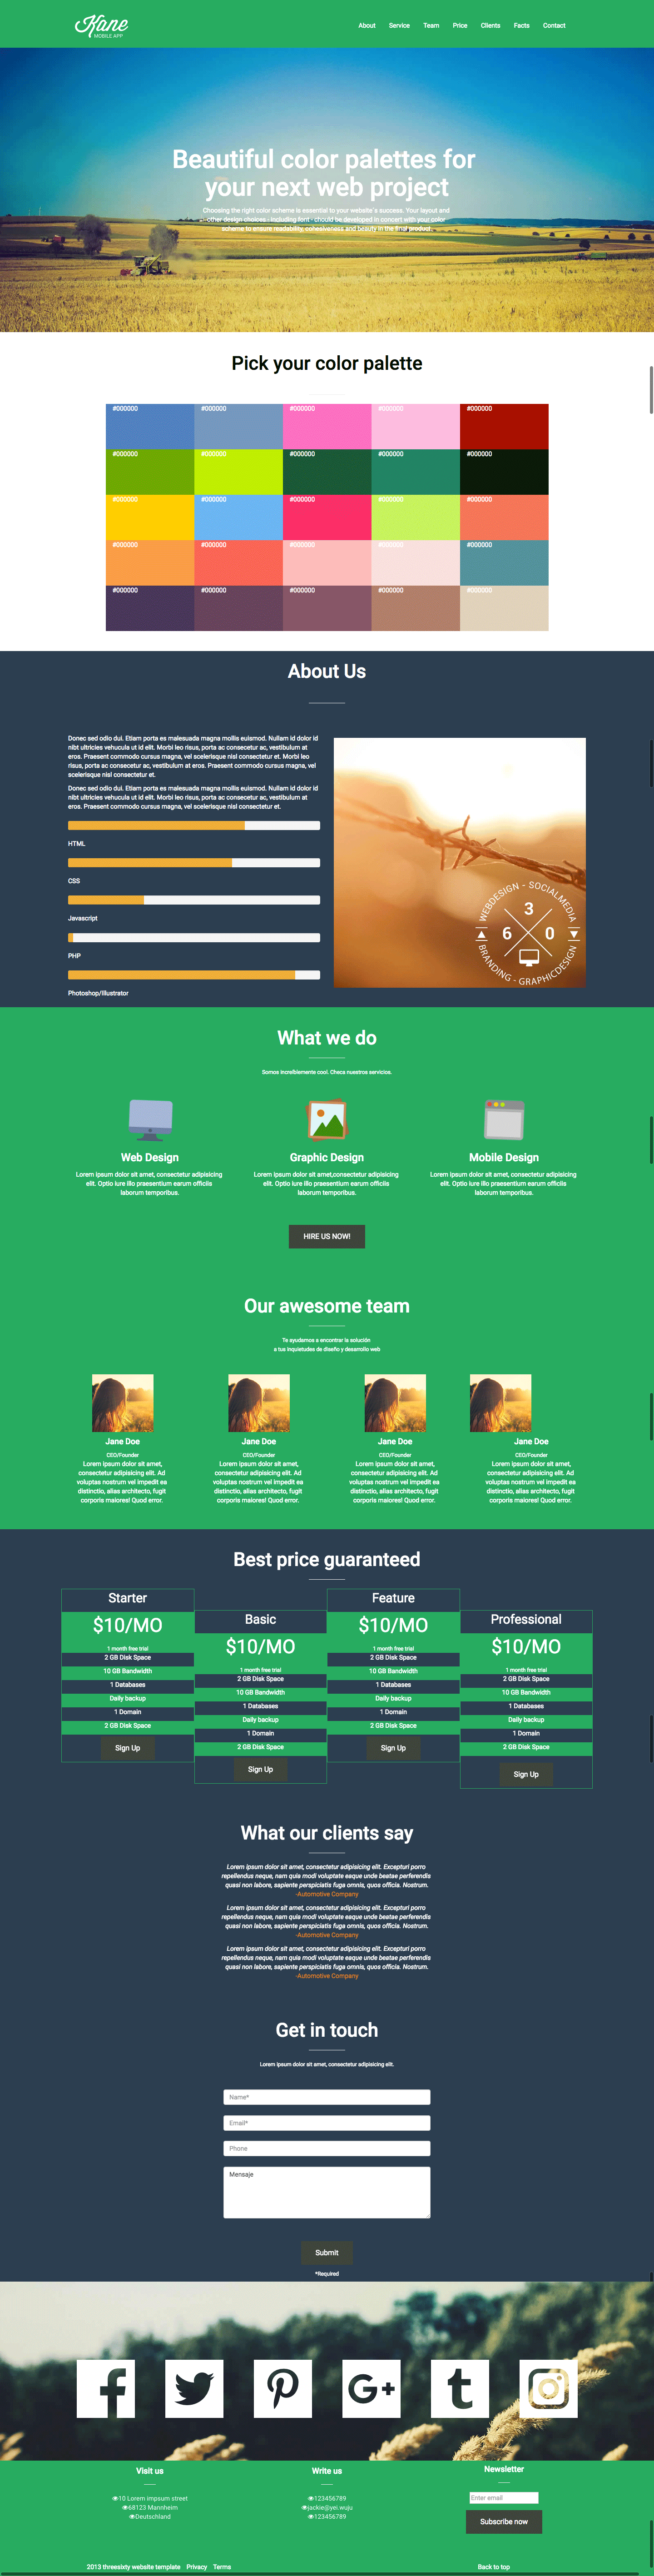 Kane
MOBILE APP
About Service Team Price Clients Facts Contact
Beautiful color palettes for
your next web project
Choosing the right color scheme is essential to your website´s success. Your layout and
other design choices - including font - chould be developed in concert with your color
scheme to ensure readability, cohesiveness and beauty in the final product.
Pick your color palette
#000000 #000000 #000000 #000000 #000000
#000000 #000000 #000000 #000000 #000000
#000000 #000000 #000000 #000000 #000000
#000000 #000000 #000000 #000000 #000000
#000000 #000000 #000000 #000000 #000000
About Us
Donec sed odio dui. Etiam porta es malesuada magna mollis euismod. Nullam id dolor id
nibt ultricies vehucula ut id elit. Morbi leo risus, porta ac consecetur ac, vestibulum at
eros. Praesent commodo cursus magna, vel scelerisque nisl consecetur et. Morbi leo
risus, porta ac consecetur ac, vestibulum at eros. Praesent commodo cursus magna, vel
scelerisque nisl consecetur et.
Donec sed odio dui. Etiam porta es malesuada magna mollis euismod. Nullam id dolor id
nibt ultricies vehucula ut id elit. Morbi leo risus, porta ac consecetur ac, vestibulum at
eros. Praesent commodo cursus magna, vel scelerisque nisl consecetur et.
HTML
CSS
Javascript
PHP
Photoshop/Illustrator
WEBDESIGN - SOCIALMEDIA
3
6 0
BRANDING - GRAPHICDESIGN
What we do
Somos increíblemente cool. Checa nuestros servicios.
Web Design
Lorem ipsum dolor sit amet, consectetur adipisicing
elit. Optio iure illo praesentium earum officiis
laborum temporibus.
Graphic Design
Lorem ipsum dolor sit amet,consectetur adipisicing
elit. Optio iure illo praesentium earum officiis
laborum temporibus.
Mobile Design
Lorem ipsum dolor sit amet, consectetur adipisicing
elit. Optio iure illo praesentium earum officiis
laborum temporibus.
HIRE US NOW!
Our awesome team
Te ayudamos a encontrar la solución
a tus inquietudes de diseño y desarrollo web
Jane Doe
CEO/Founder
Lorem ipsum dolor sit amet,
consectetur adipisicing elit. Ad
voluptas nostrum vel impedit ea
distinctio, alias architecto, fugit
corporis maiores! Quod error.
Jane Doe
CEO/Founder
Lorem ipsum dolor sit amet,
consectetur adipisicing elit. Ad
voluptas nostrum vel impedit ea
distinctio, alias architecto, fugit
corporis maiores! Quod error.
Jane Doe
CEO/Founder
Lorem ipsum dolor sit amet,
consectetur adipisicing elit. Ad
voluptas nostrum vel impedit ea
distinctio, alias architecto, fugit
corporis maiores! Quod error.
Jane Doe
CEO/Founder
Lorem ipsum dolor sit amet,
consectetur adipisicing elit. Ad
voluptas nostrum vel impedit ea
distinctio, alias architecto, fugit
corporis maiores! Quod error.
Best price guaranteed
Starter
$10/MO
1 month free trial
2 GB Disk Space
10 GB Bandwidth
1 Databases
Daily backup
1 Domain
2 GB Disk Space
Sign Up
Basic
$10/MO
1 month free trial
2 GB Disk Space
10 GB Bandwidth
1 Databases
Daily backup
1 Domain
2 GB Disk Space
Sign Up
Feature
$10/MO
1 month free trial
2 GB Disk Space
10 GB Bandwidth
1 Databases
Daily backup
1 Domain
2 GB Disk Space
Sign Up
Professional
$10/MO
1 month free trial
2 GB Disk Space
10 GB Bandwidth
1 Databases
Daily backup
1 Domain
2 GB Disk Space
Sign Up
What our clients say
Lorem ipsum dolor sit amet, consectetur adipisicing elit. Excepturi porro
repellendus neque, nam quia modi voluptate eaque unde beatae perferendis
quasi non labore, sapiente perspiciatis fuga omnis, quos officia. Nostrum.
-Automotive Company
Lorem ipsum dolor sit amet, consectetur adipisicing elit. Excepturi porro
repellendus neque, nam quia modi voluptate eaque unde beatae perferendis
quasi non labore, sapiente perspiciatis fuga omnis, quos officia. Nostrum.
-Automotive Company
Lorem ipsum dolor sit amet, consectetur adipisicing elit. Excepturi porro
repellendus neque, nam quia modi voluptate eaque unde beatae perferendis
quasi non labore, sapiente perspiciatis fuga omnis, quos officia. Nostrum.
-Automotive Company
Get in touch
Lorem ipsum dolor sit amet, consectetur adipisicing elit.
Name*
Email*
Phone
Mensaje
Submit
*Required
Visit us
10 Lorem impsum street
68123 Mannheim
Deutschland
Write us
123456789
jackie@yei.wuju
123456789
Newsletter
Enter email
Subscribe now
2013 threesixty website template Privacy Terms
Back to top